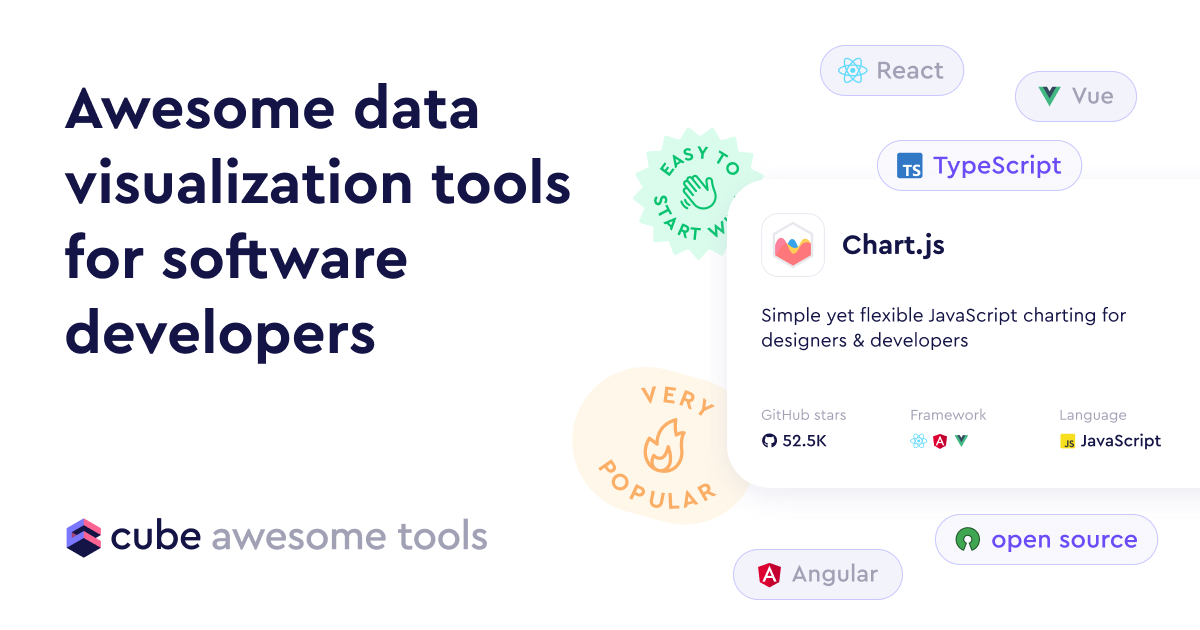 Awesome data
visualization tools
for software
developers
cube awesome tools
React
Vue
TypeScript
TS
EASY TO
START W
Chart.js
Simple yet flexible JavaScript charting for
designers & developers
GitHub stars
52.5K
Framework
A
Language
JS JavaScript
VERY
POPULAR
open source
A Angular